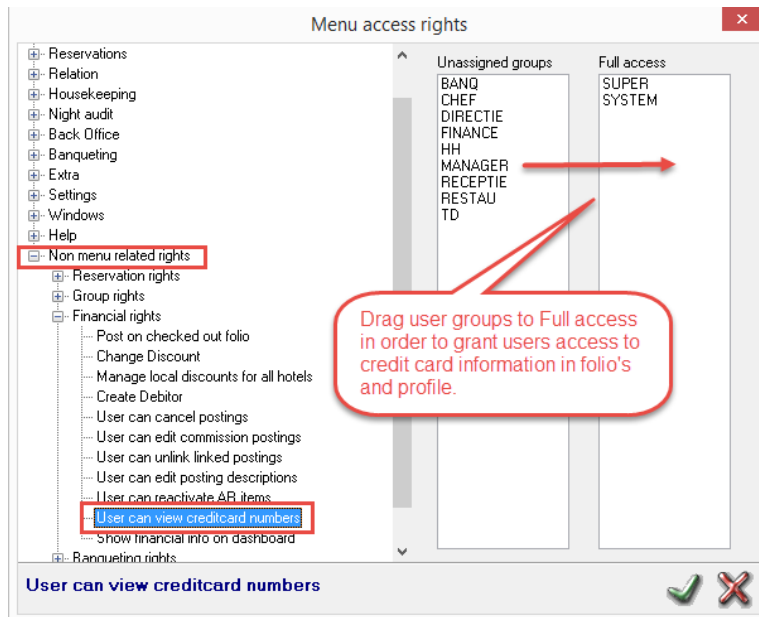 Menu access rights
Reservations
Relation
Housekeeping
Night audit
Back Office
Banqueting
Extra
Settings
Windows
Help
Non menu related rights
Reservation rights
Group rights
Financial rights
Post on checked out folio
Change Discount
Manage local discounts for all hotels
Create Debitor
User can cancel postings
User can edit commission postings
User can unlink linked postings
User can edit posting descriptions
User can reactivate AR items
User can view creditcard numbers
Show financial info on dashboard
Banqueting rights
Unassigned groups
BANQ
CHEF
DIRECTIE
FINANCE
HH
MANAGER
RECEPTIE
RESTAU
TD
Full access
SUPER
SYSTEM
Drag user groups to Full access
in order to grant users access to
credit card information in folio's
and profile.
User can view creditcard numbers